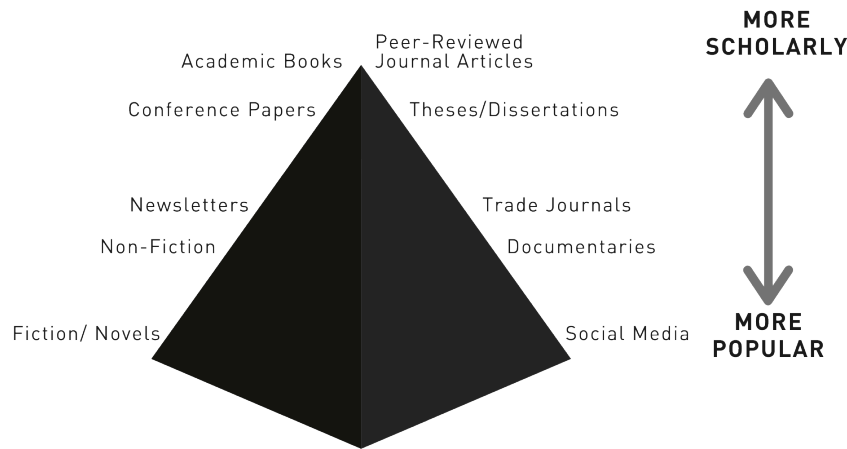 MORE
SCHOLARLY
Academic Books
Peer-Reviewed
Journal Articles
Conference Papers
Theses/Dissertations
Newsletters
Trade Journals
Non-Fiction
Documentaries
Fiction/ Novels
Social Media
MORE
POPULAR